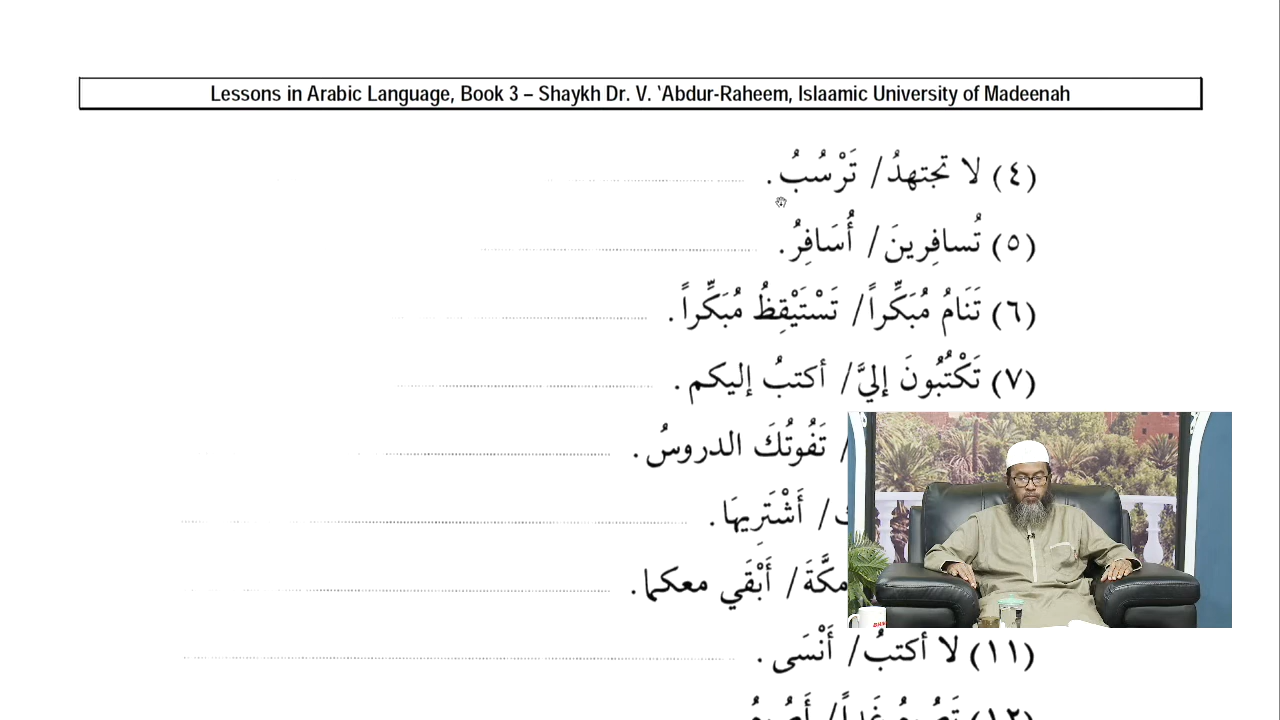 Lessons in Arabic Language, Book 3 – Shaykh Dr. V. `Abdur-Raheem, Islaamic University of Madeenah
(٤) لا تجتهدُ / تَرْسُبُ.
(٥) تُسافِرينَ / أُسَافِرُ.
(٦) تَنَامُ مُبَكِّراً / تَسْتَيْقِظُ مُبَكِّراً.
(٧) تَكْتُبُونَ إليَّ / أكتبُ إليكم.
/ تَفُوتُكَ الدروسُ.
/ أَشْتَرِيهَا.
مكَّةَ / أَبْقَي معكما.
(١١) لا أكتبُ / أَنْسَى.